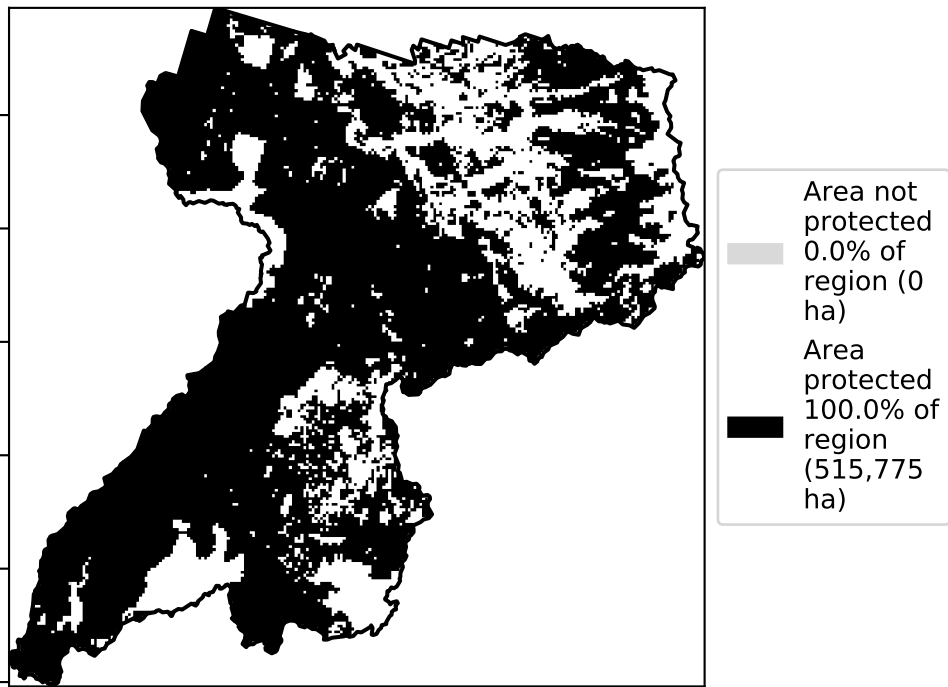 Area not
protected
0.0% of
region (0
ha)
Area
protected
100.0% of
region
(515,775
ha)